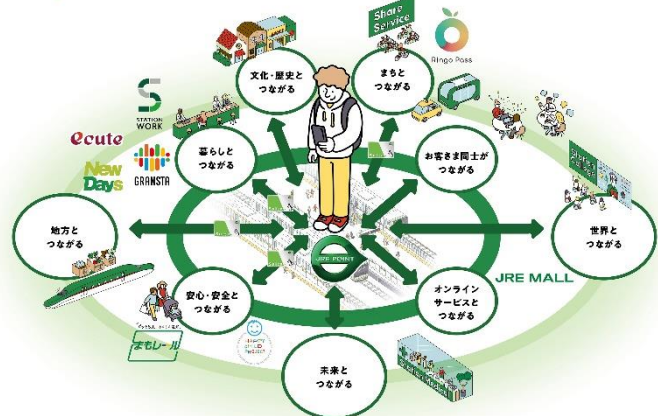 Share
Service
Ringo Pass
文化・歴史と
つながる
まちと
つながる
STATION
WORK
ecute
New
Days
GRANSTA
暮らしと
つながる
お客さま同士が
つながる
地方と
つながる
世界と
つながる
JRE POINT
JRE MALL
安心・安全と
つながる
オンライン
サービスと
つながる
まもレール
未来と
つながる